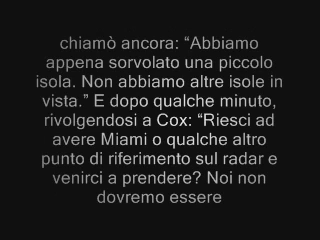 chiamò ancora: “Abbiamo
appena sorvolato una piccolo
isola. Non abbiamo altre isole in
vista.” E dopo qualche minuto,
rivolgendosi a Cox: “Riesci ad
avere Miami o qualche altro
punto di riferimento sul radar e
venirci a prendere? Noi non
dovremo essere